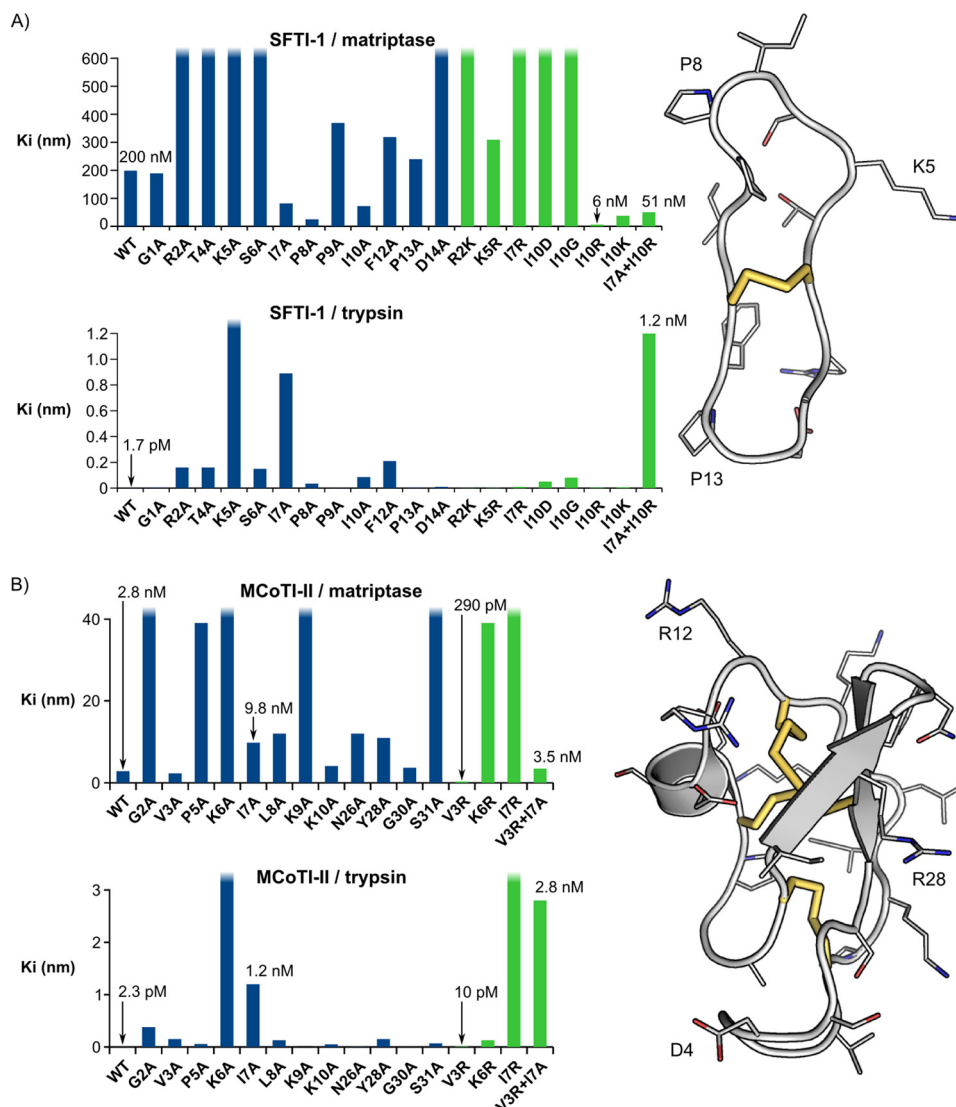 A)
SFTI-1 / matriptase
Ki (nm)
600
500
400
300
200
100
0
200 nM
6 nM
51 nM
WT
G1A
R2A
T4A
K5A
S6A
I7A
P8A
P9A
I10A
F12A
P13A
D14A
R2K
K5R
I7R
I10D
I10G
I10R
I10K
I7A+I10R
P8
K5
P13
SFTI-1 / trypsin
Ki (nm)
1.2
1.0
0.8
0.6
0.4
0.2
0
1.7 pM
1.2 nM
WT
G1A
R2A
T4A
K5A
S6A
I7A
P8A
P9A
I10A
F12A
P13A
D14A
R2K
K5R
I7R
I10D
I10G
I10R
I10K
I7A+I10R
B)
MCoTI-II / matriptase
Ki (nm)
40
20
0
2.8 nM
9.8 nM
290 pM
3.5 nM
WT
G2A
V3A
P5A
K6A
I7A
L8A
K9A
K10A
N26A
Y28A
G30A
S31A
V3R
K6R
I7R
V3R+I7A
R12
R28
D4
MCoTI-II / trypsin
Ki (nm)
3
2
1
0
2.3 pM
1.2 nM
10 pM
2.8 nM
WT
G2A
V3A
P5A
K6A
I7A
L8A
K9A
K10A
N26A
Y28A
G30A
S31A
V3R
K6R
I7R
V3R+I7A